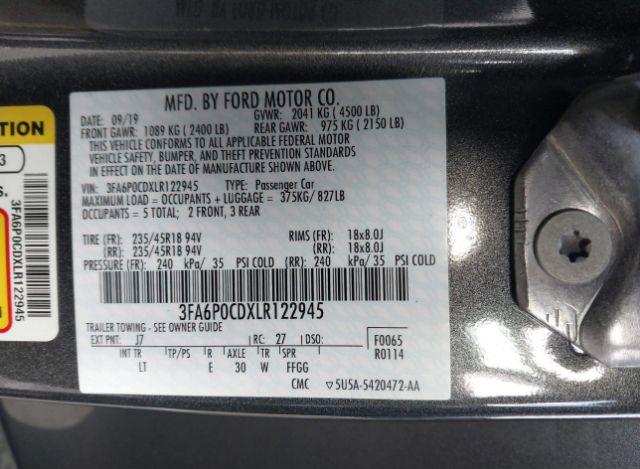 MFD. BY FORD MOTOR CO.
DATE: 09/19 GVWR: 2041 KG (4500 LB)
FRONT GAWR: 1089 KG (2400 LB) REAR GAWR: 975 KG (2150 LB)
THIS VEHICLE CONFORMS TO ALL APPLICABLE FEDERAL MOTOR
VEHICLE SAFETY, BUMPER, AND THEFT PREVENTION STANDARDS
IN EFFECT ON THE DATE OF MANUFACTURE SHOWN ABOVE.
VIN: 3FA6P0CDXLR122945 TYPE: Passenger Car
MAXIMUM LOAD = OCCUPANTS + LUGGAGE = 375KG/ 827LB
OCCUPANTS = 5 TOTAL; 2 FRONT, 3 REAR
TIRE (FR): 235/45R18 94V RIMS (FR): 18x8.0J
(RR): 235/45R18 94V (RR): 18x8.0J
PRESSURE (FR): 240 kPa/ 35 PSI COLD (RR): 240 kPa/ 35 PSI COLD
3FA6P0CDXLR122945
TRAILER TOWING - SEE OWNER GUIDE
EXT PNT: J7 RC: 27 DSO: F0065
INT TR TP/PS R AXLE TR SPR R0114
LT E 30 W FFGG
CMC ▽5U5A-5420472-AA
TION
3
S.
3FA6P0CDXLR122945